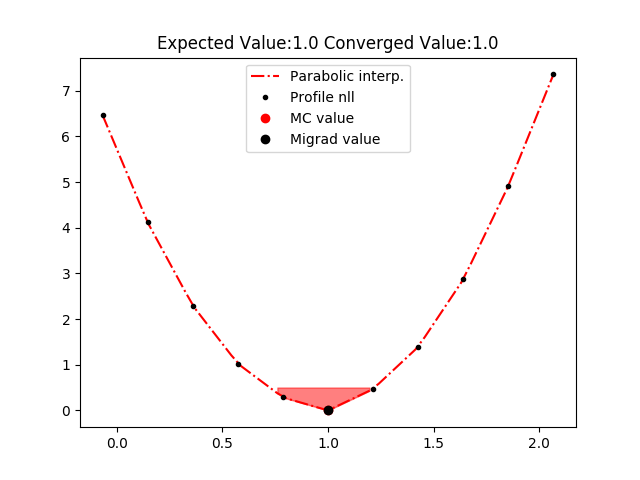 Expected Value:1.0 Converged Value:1.0
Parabolic interp.
Profile nll
MC value
Migrad value
7
6
5
4
3
2
1
0
0.0 0.5 1.0 1.5 2.0